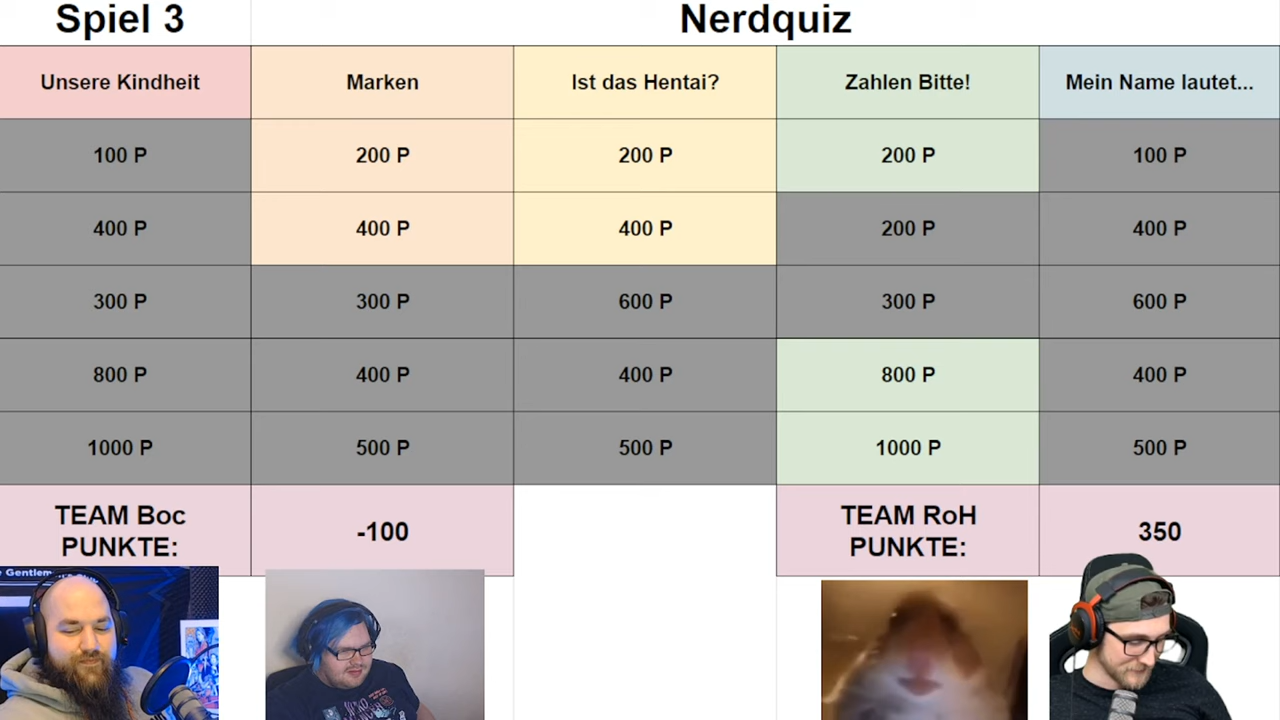 Spiel 3
Nerdquiz
Unsere Kindheit
Marken
Ist das Hentai?
Zahlen Bitte!
Mein Name lautet...
100 P
200 P
200 P
200 P
100 P
400 P
400 P
400 P
200 P
400 P
300 P
300 P
600 P
300 P
600 P
800 P
400 P
400 P
800 P
400 P
1000 P
500 P
500 P
1000 P
500 P
TEAM Boc
PUNKTE:
-100
TEAM RoH
PUNKTE:
350